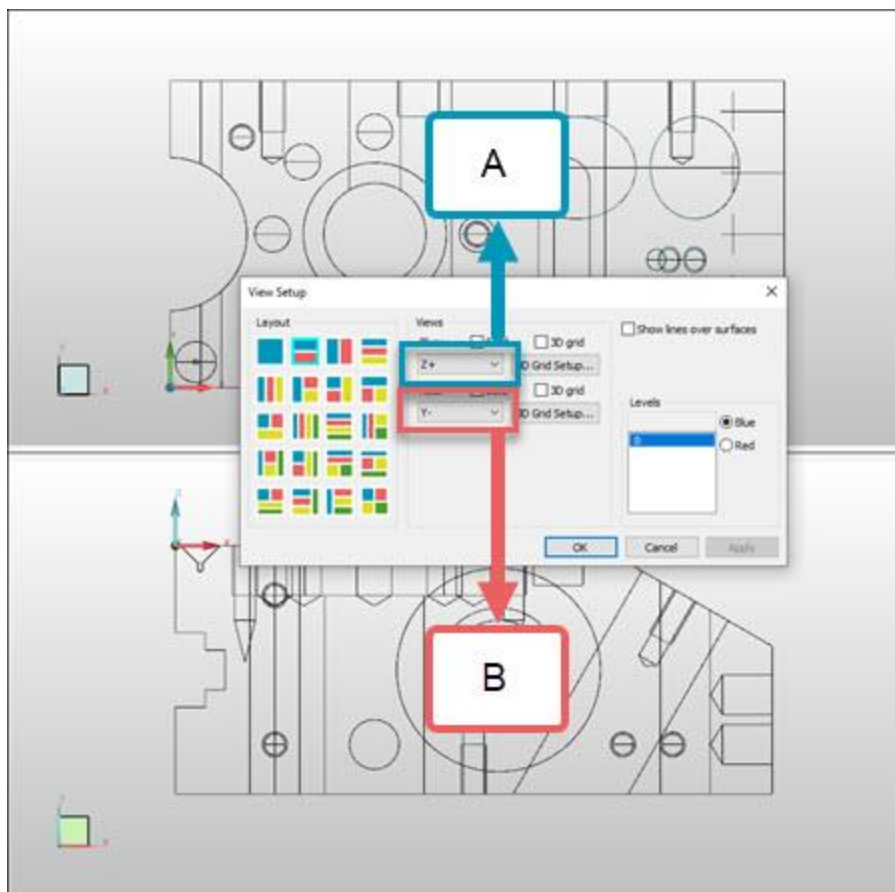 A
View Setup
Layout
Views
3D grid
Show lines over surfaces
Z+
Grid Setup...
3D grid
Levels
Y-
Grid Setup...
Blue
0
Red
OK
Cancel
Apply
B